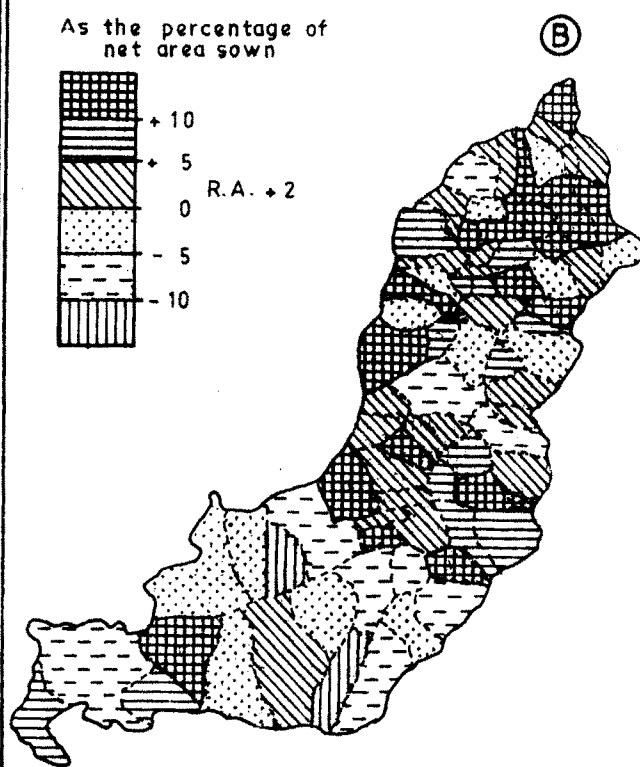 As the percentage of
net area sown
B
+ 10
+ 5
R.A. + 2
0
- 5
- 10